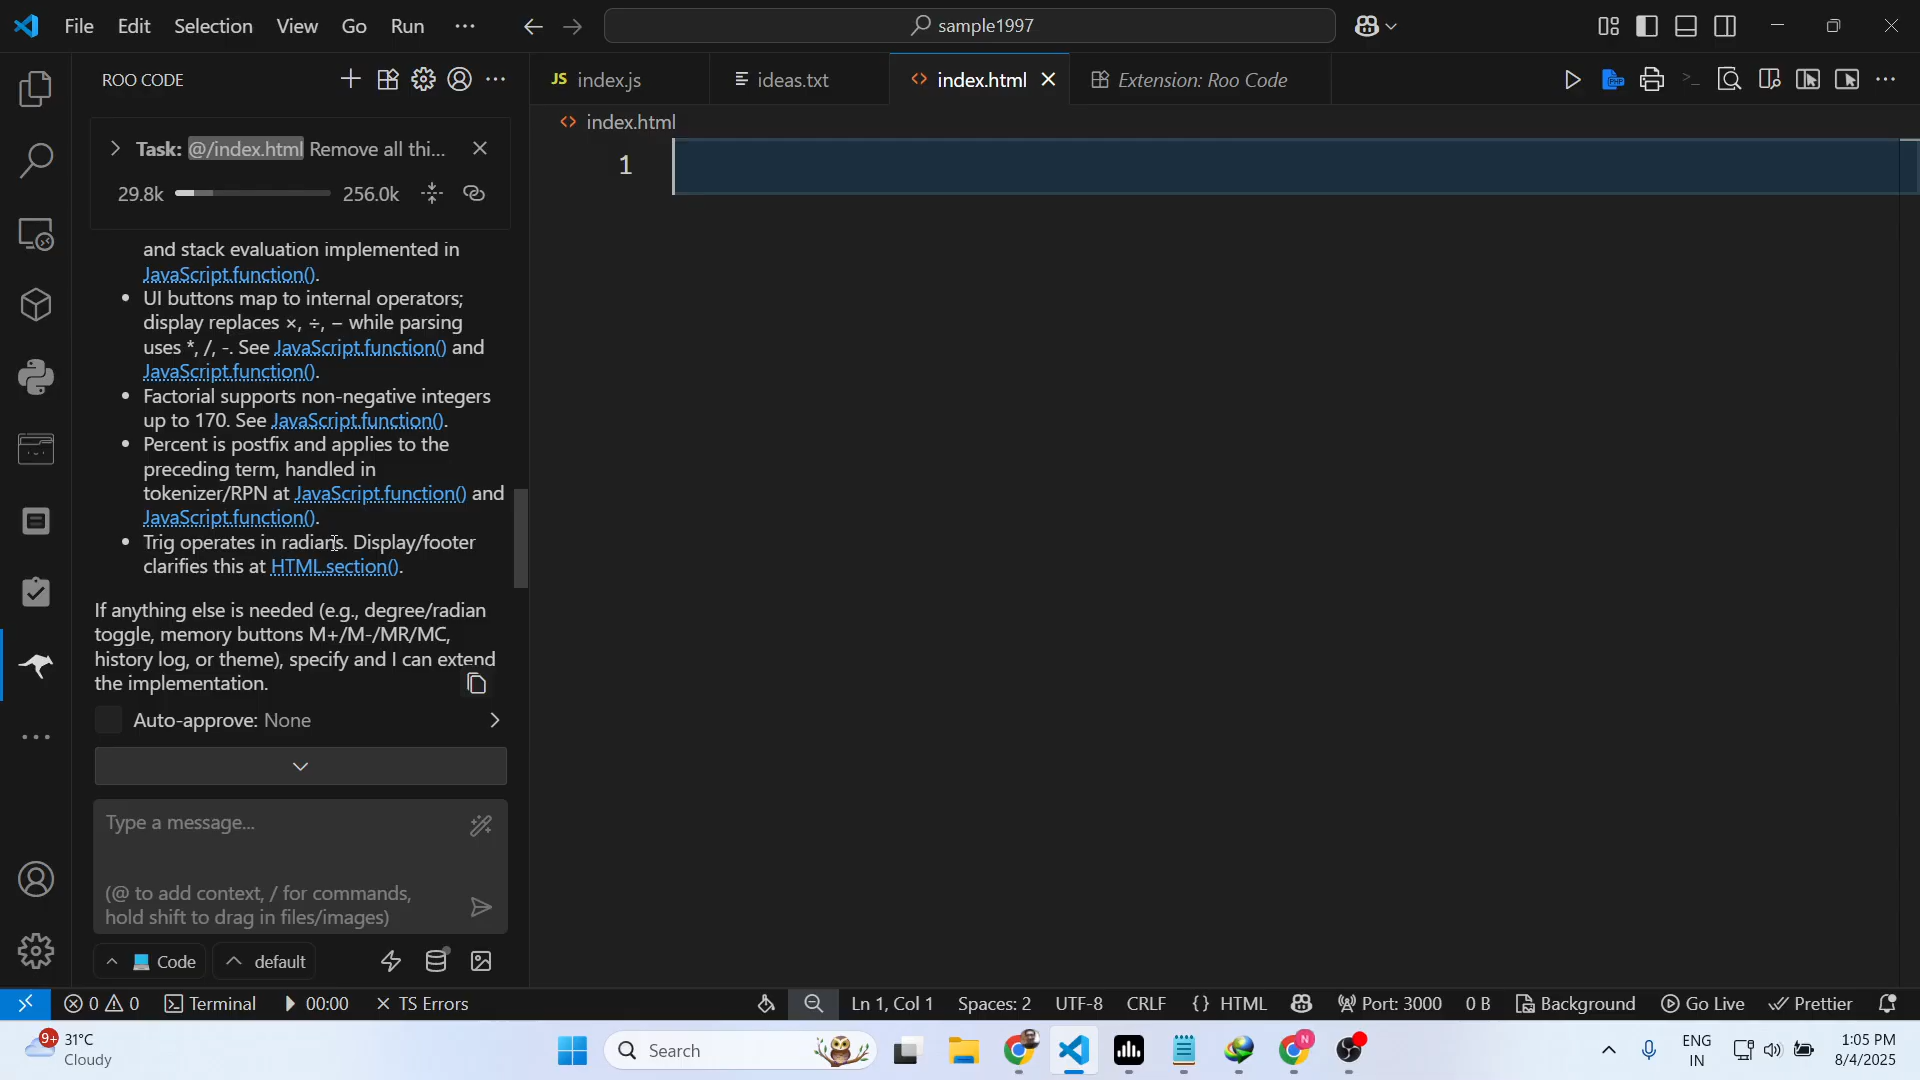 File Edit Selection View Go Run ...
sample1997
ROO CODE
JS index.js
ideas.txt
<> index.html
Extension: Roo Code
<> index.html
1
Task: @/index.html Remove all thi...
29.8k 256.0k
and stack evaluation implemented in
JavaScript.function().
• UI buttons map to internal operators;
display replaces ×, ÷, − while parsing
uses *, /, -. See JavaScript.function() and
JavaScript.function().
• Factorial supports non-negative integers
up to 170. See JavaScript.function().
• Percent is postfix and applies to the
preceding term, handled in
tokenizer/RPN at JavaScript.function() and
JavaScript.function().
• Trig operates in radians. Display/footer
clarifies this at HTML.section().
If anything else is needed (e.g., degree/radian
toggle, memory buttons M+/M-/MR/MC,
history log, or theme), specify and I can extend
the implementation.
Auto-approve: None
Type a message...
(@ to add context, / for commands,
hold shift to drag in files/images)
Code default
0 0 Terminal 00:00 TS Errors
Ln 1, Col 1 Spaces: 2 UTF-8 CRLF {} HTML Port: 3000 0 B Background Go Live Prettier
9+ 31°C
Cloudy
Search
N
PHP
ENG
IN
1:05 PM
8/4/2025